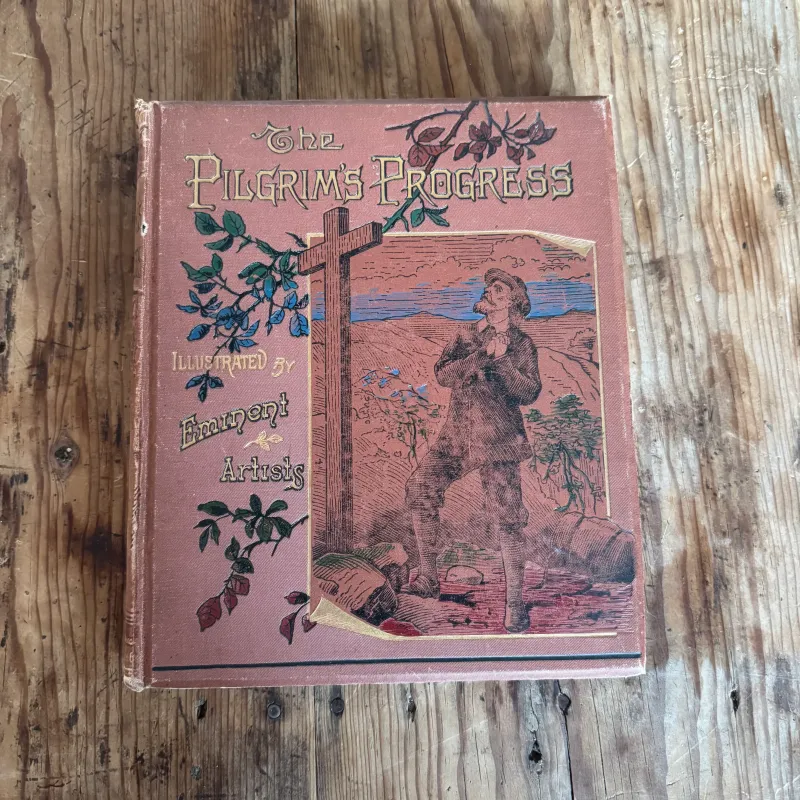 The
PILGRIM'S PROGRESS
ILLUSTRATED BY
Eminent
Artists